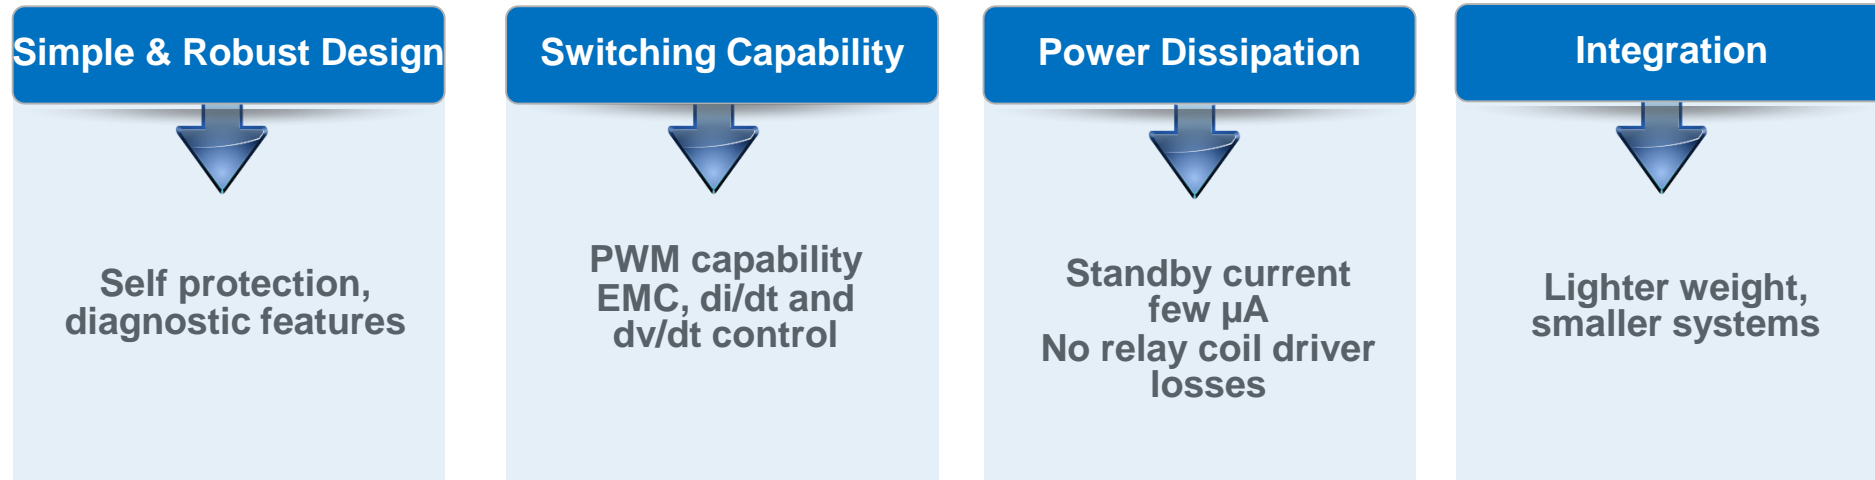 Simple & Robust Design
Self protection,
diagnostic features
Switching Capability
PWM capability
EMC, di/dt and
dv/dt control
Power Dissipation
Standby current
few µA
No relay coil driver
losses
Integration
Lighter weight,
smaller systems